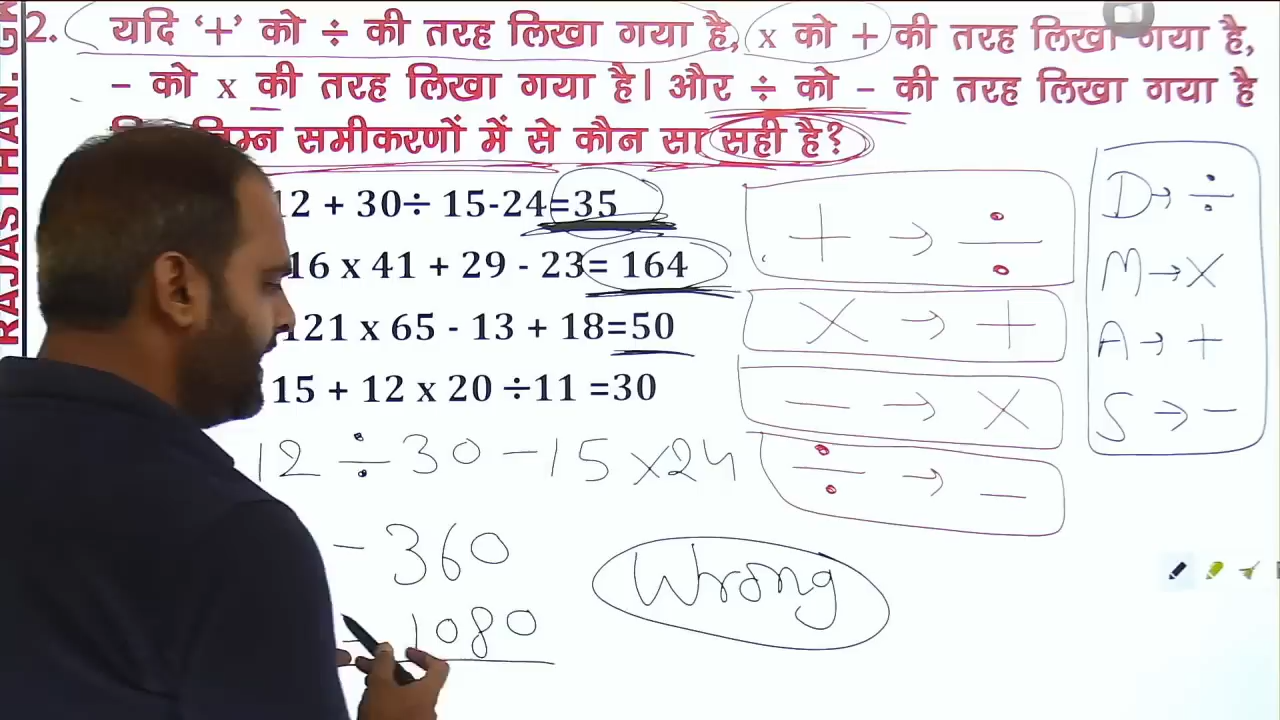 RAJASTHAN. GK
2. यदि '+' को ÷ की तरह लिखा गया है, x को + की तरह लिखा गया है,
– को x की तरह लिखा गया है। और ÷ को – की तरह लिखा गया है
निम्न समीकरणों में से कौन सा सही है?
12 + 30÷ 15-24=35
16 x 41 + 29 - 23= 164
121 x 65 - 13 + 18=50
15 + 12 x 20 ÷11 =30
+ → ÷
× → +
– → ×
÷ → –
D → ÷
M → ×
A → +
S → –
12 ÷ 30 – 15 × 24
– 360
– 1080
Wrong